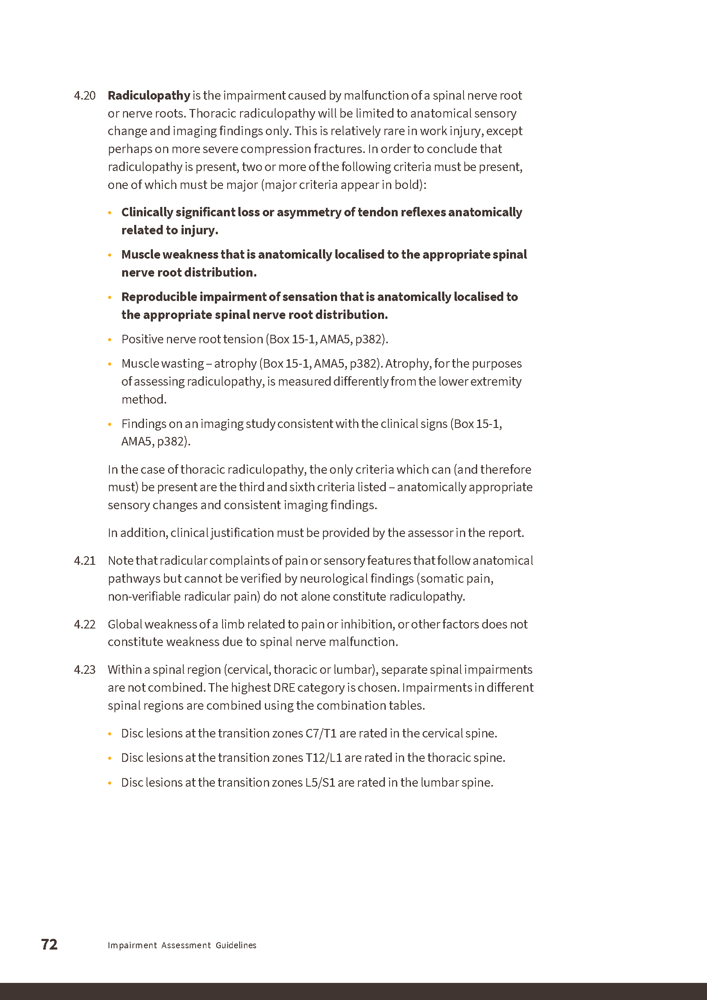 4.20 Radiculopathy is the impairment caused by malfunction of a spinal nerve root
or nerve roots. Thoracic radiculopathy will be limited to anatomical sensory
change and imaging findings only. This is relatively rare in work injury, except
perhaps on more severe compression fractures. In order to conclude that
radiculopathy is present, two or more of the following criteria must be present,
one of which must be major (major criteria appear in bold):
• Clinically significant loss or asymmetry of tendon reflexes anatomically
related to injury.
• Muscle weakness that is anatomically localised to the appropriate spinal
nerve root distribution.
• Reproducible impairment of sensation that is anatomically localised to
the appropriate spinal nerve root distribution.
• Positive nerve root tension (Box 15-1, AMA5, p382).
• Muscle wasting – atrophy (Box 15-1, AMA5, p382). Atrophy, for the purposes
of assessing radiculopathy, is measured differently from the lower extremity
method.
• Findings on an imaging study consistent with the clinical signs (Box 15-1,
AMA5, p382).
In the case of thoracic radiculopathy, the only criteria which can (and therefore
must) be present are the third and sixth criteria listed – anatomically appropriate
sensory changes and consistent imaging findings.
In addition, clinical justification must be provided by the assessor in the report.
4.21 Note that radicular complaints of pain or sensory features that follow anatomical
pathways but cannot be verified by neurological findings (somatic pain,
non-verifiable radicular pain) do not alone constitute radiculopathy.
4.22 Global weakness of a limb related to pain or inhibition, or other factors does not
constitute weakness due to spinal nerve malfunction.
4.23 Within a spinal region (cervical, thoracic or lumbar), separate spinal impairments
are not combined. The highest DRE category is chosen. Impairments in different
spinal regions are combined using the combination tables.
• Disc lesions at the transition zones C7/T1 are rated in the cervical spine.
• Disc lesions at the transition zones T12/L1 are rated in the thoracic spine.
• Disc lesions at the transition zones L5/S1 are rated in the lumbar spine.
72 Impairment Assessment Guidelines